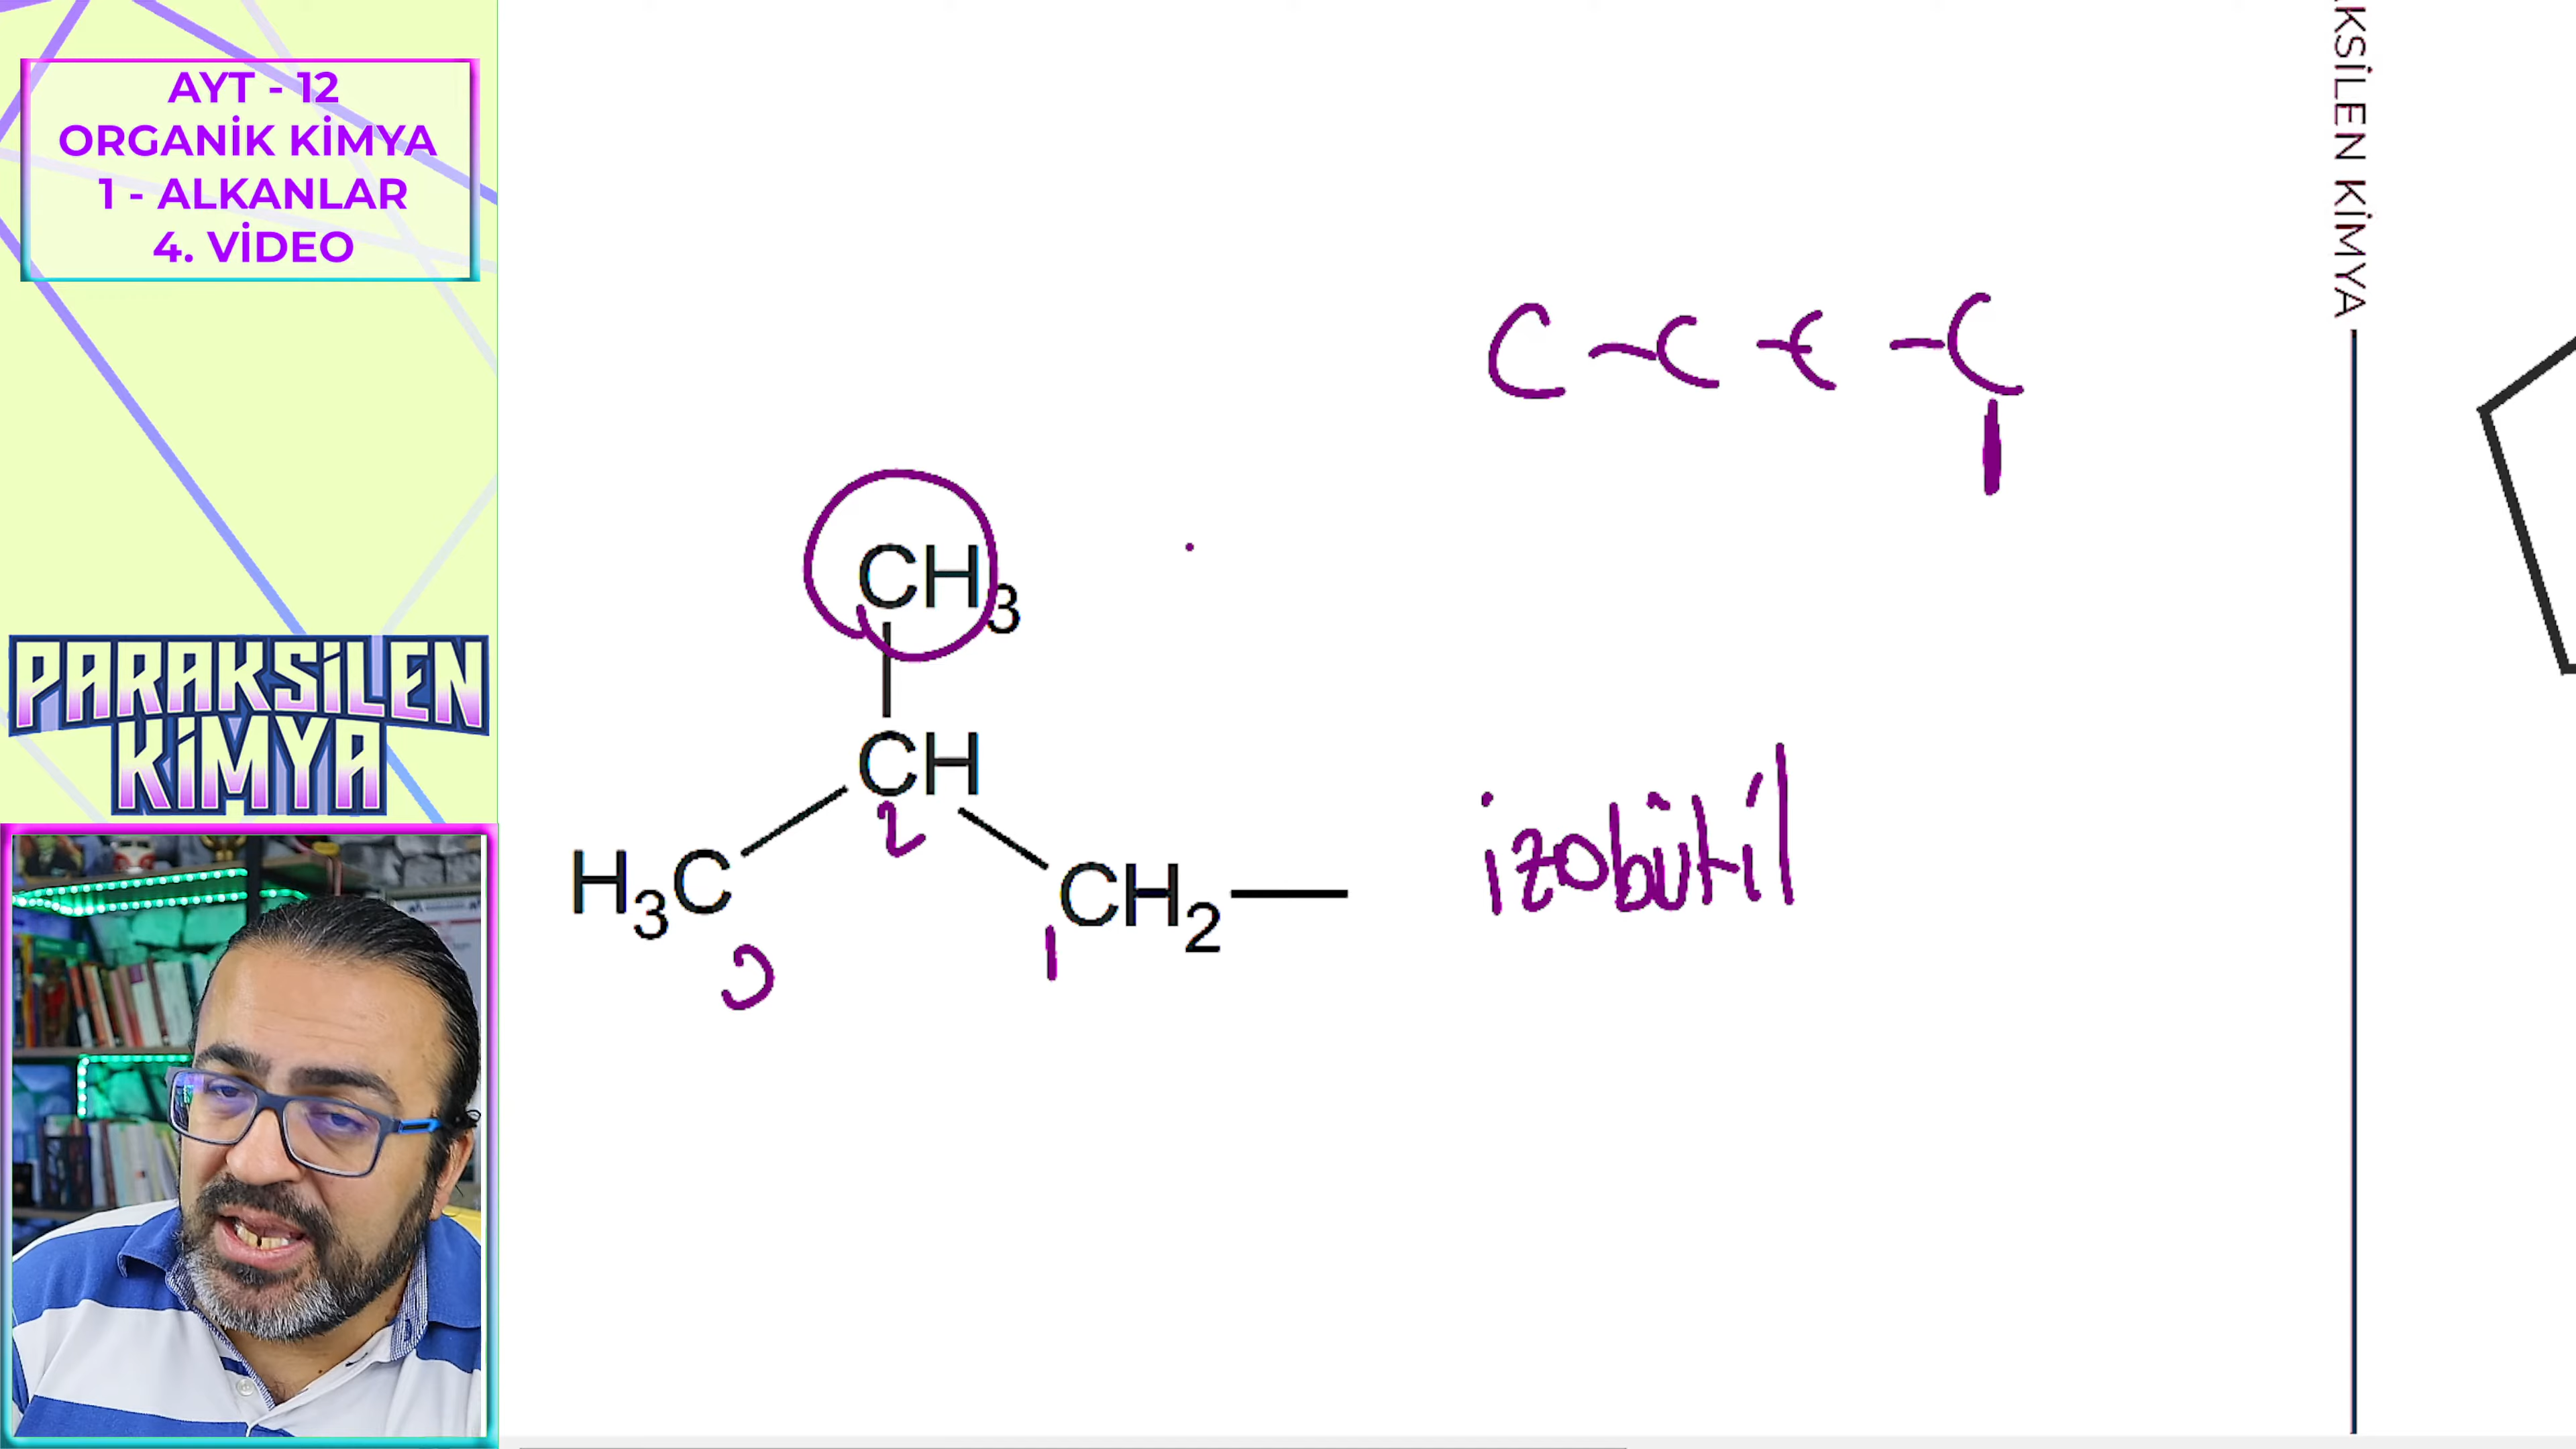 AYT - 12
ORGANİK KİMYA
1 - ALKANLAR
4. VİDEO
PARAKSİLEN
KİMYA
C - C - C - C
CH3
CH
2
H3C
CH2
3
1
izobütil
KSİLEN KİMYA